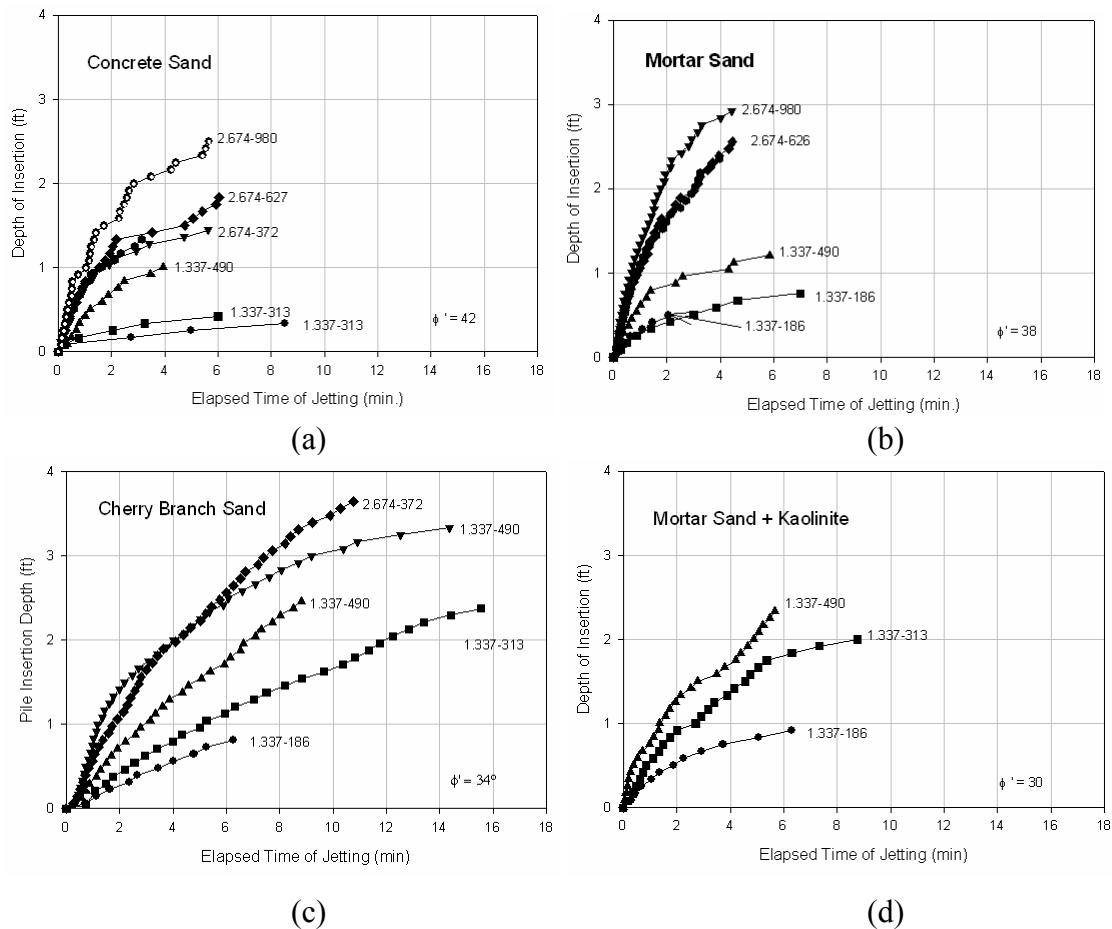 Concrete Sand
Depth of Insertion (ft)
4
3
2
1
0
2.674-980
2.674-627
2.674-372
1.337-490
1.337-313
1.337-313
ϕ ' = 42
0 2 4 6 8 10 12 14 16 18
Elapsed Time of Jetting (min.)
(a)
Mortar Sand
Depth of Insertion (ft)
4
3
2
1
0
2.674-980
2.674-626
1.337-490
1.337-186
1.337-186
ϕ ' = 38
0 2 4 6 8 10 12 14 16 18
Elapsed Time of Jetting (min.)
(b)
Cherry Branch Sand
Pile Insertion Depth (ft)
4
3
2
1
0
2.674-372
1.337-490
1.337-490
1.337-313
1.337-186
ϕ' = 34º
0 2 4 6 8 10 12 14 16 18
Elapsed Time of Jetting (min)
(c)
Mortar Sand + Kaolinite
Depth of Insertion (ft)
4
3
2
1
0
1.337-490
1.337-313
1.337-186
ϕ ' = 30
0 2 4 6 8 10 12 14 16 18
Elapsed Time of Jetting (min)
(d)